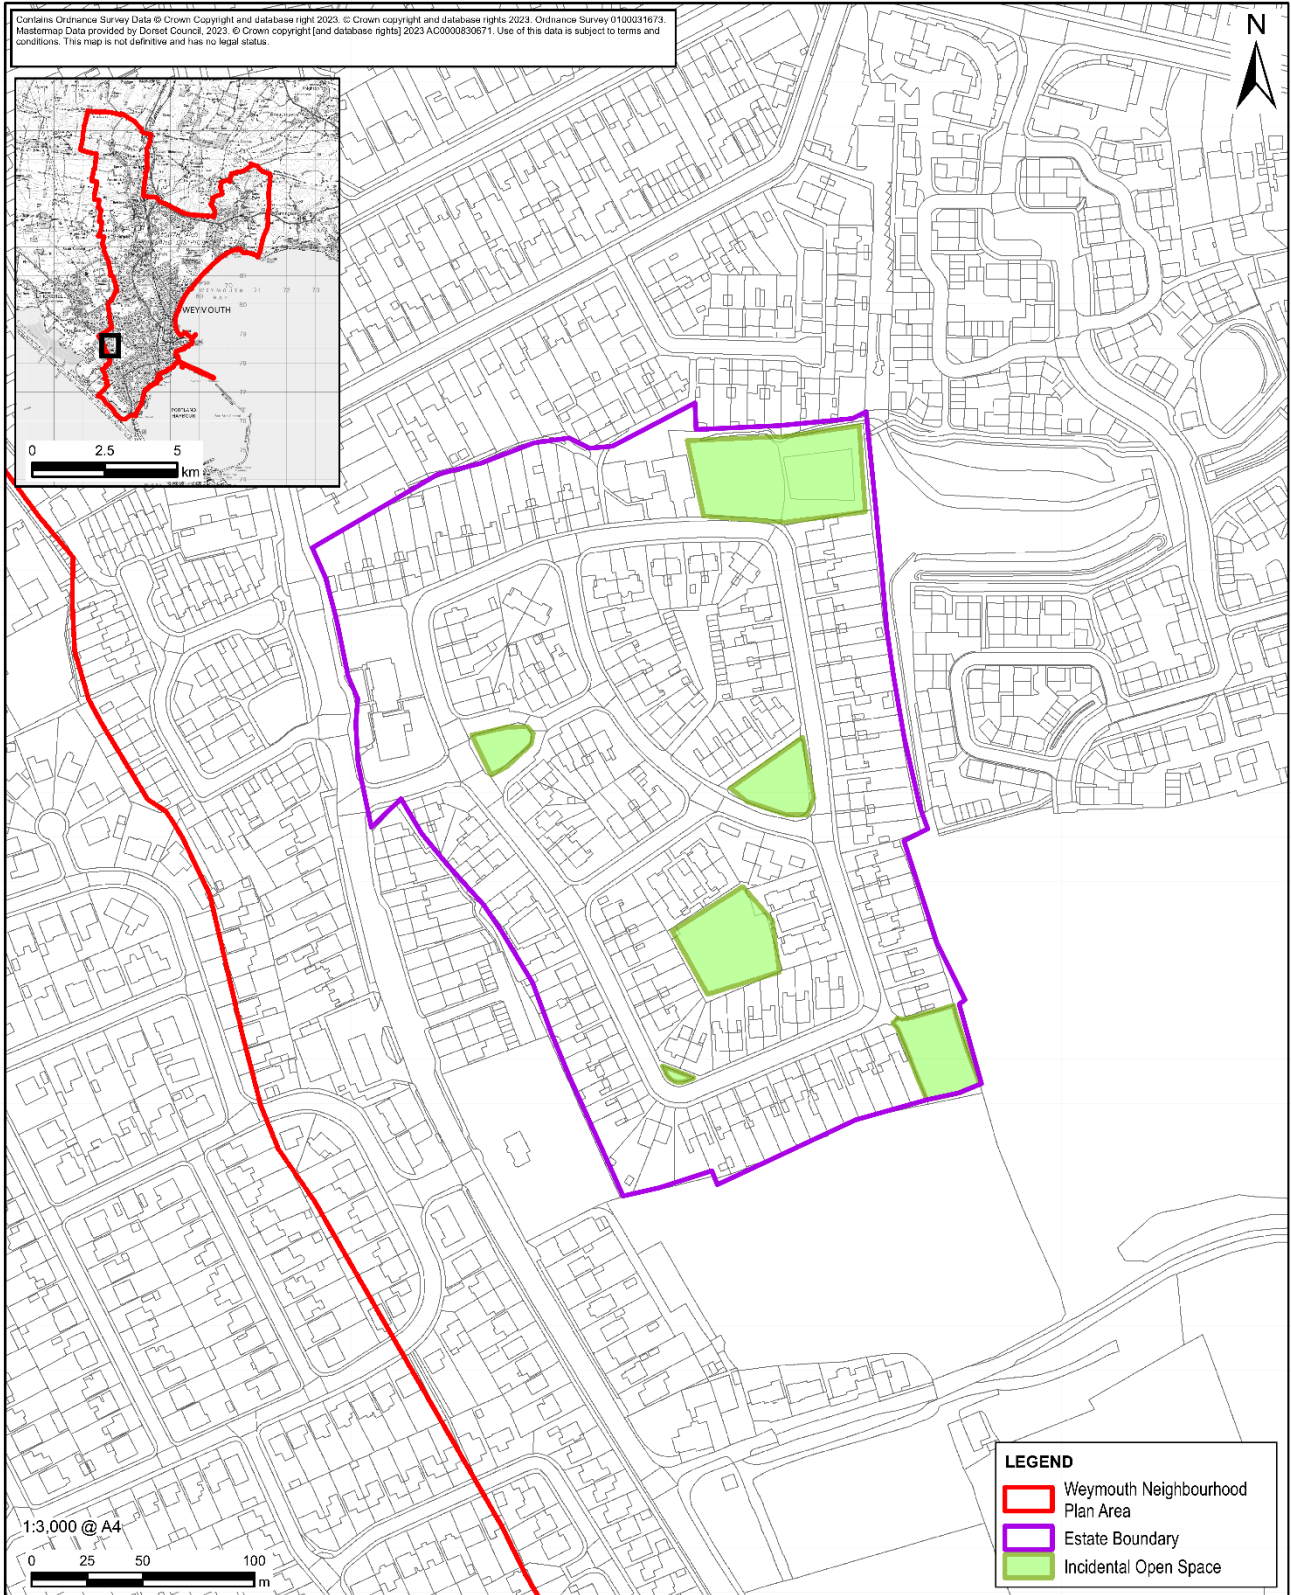 Contains Ordnance Survey Data © Crown Copyright and database right 2023. © Crown copyright and database rights 2023. Ordnance Survey 0100031673.
Mastermap Data provided by Dorset Council, 2023. © Crown copyright [and database rights] 2023 AC0000830671. Use of this data is subject to terms and
conditions. This map is not definitive and has no legal status.
N
WEYMOUTH
BAY
WEYMOUTH
PORTLAND
HARBOUR
0 2.5 5
km
LEGEND
Weymouth Neighbourhood
Plan Area
Estate Boundary
Incidental Open Space
1:3,000 @ A4
0 25 50 100
m